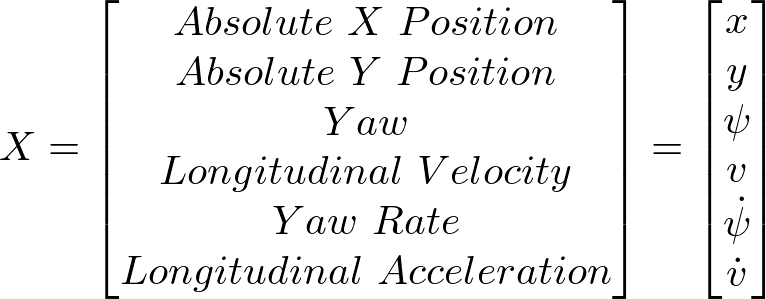 X = [Absolute X Position
Absolute Y Position
Yaw
Longitudinal Velocity
Yaw Rate
Longitudinal Acceleration] = [x
y
ψ
v
ψ̇
v̇]